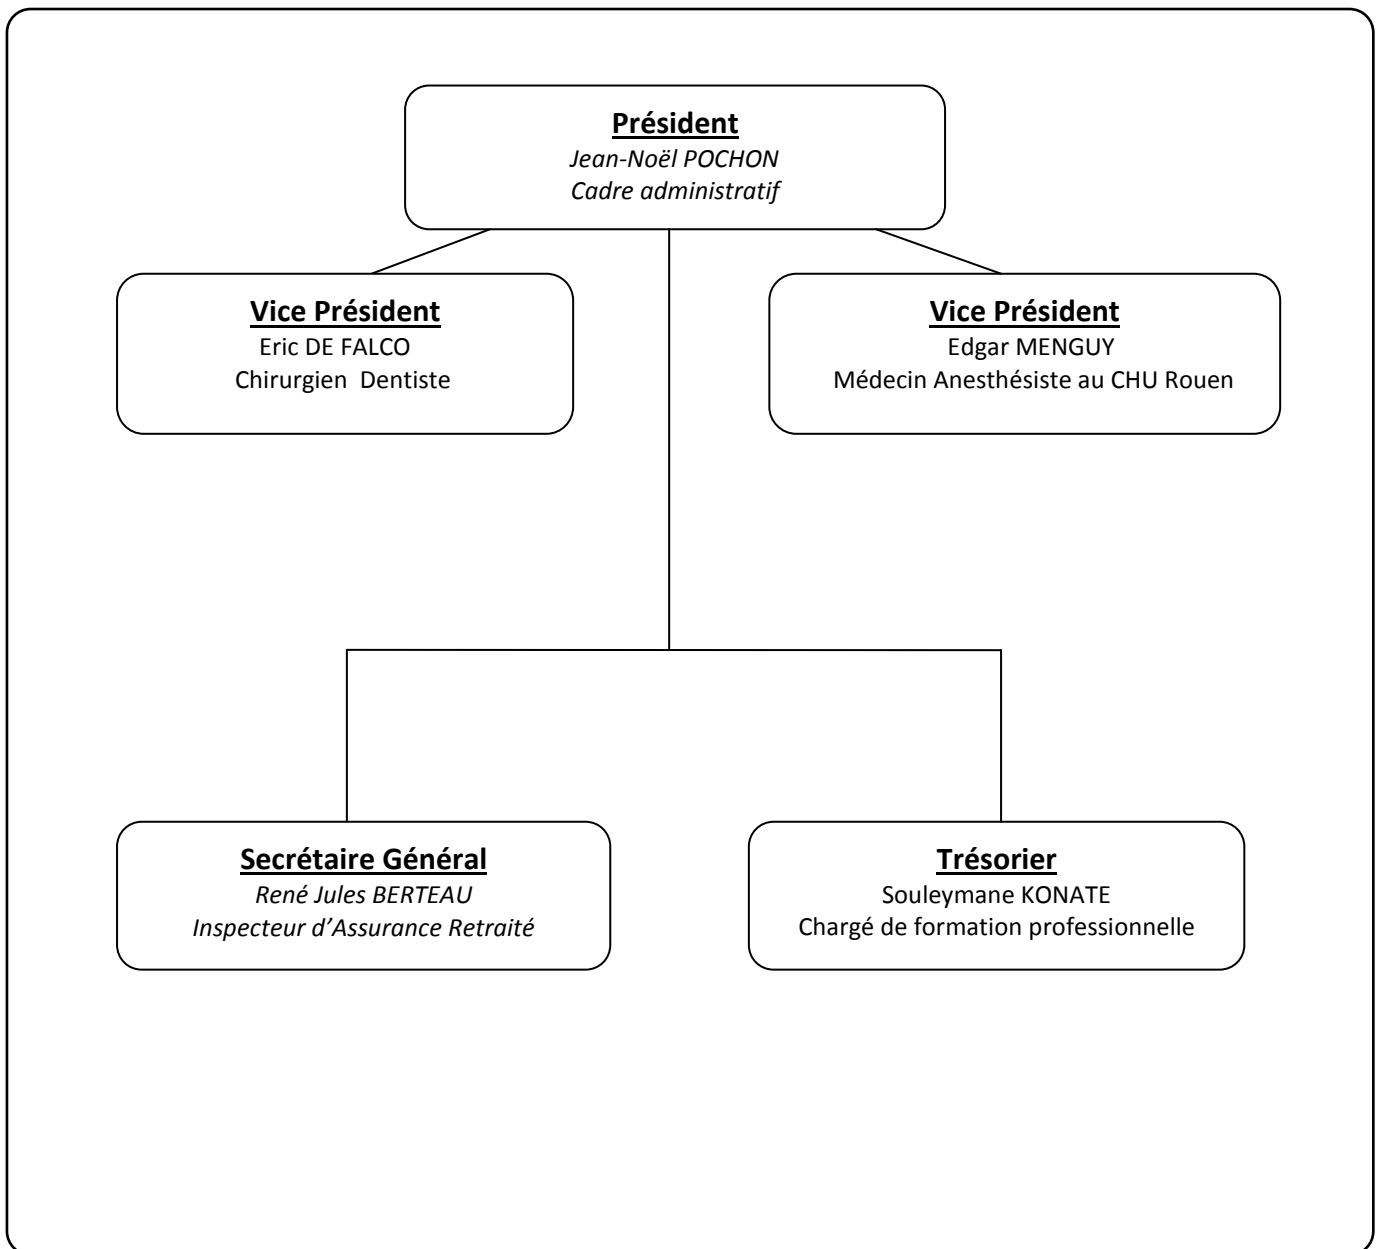 Président
Jean-Noël POCHON
Cadre administratif
Vice Président
Eric DE FALCO
Chirurgien Dentiste
Vice Président
Edgar MENGUY
Médecin Anesthésiste au CHU Rouen
Secrétaire Général
René Jules BERTEAU
Inspecteur d’Assurance Retraité
Trésorier
Souleymane KONATE
Chargé de formation professionnelle